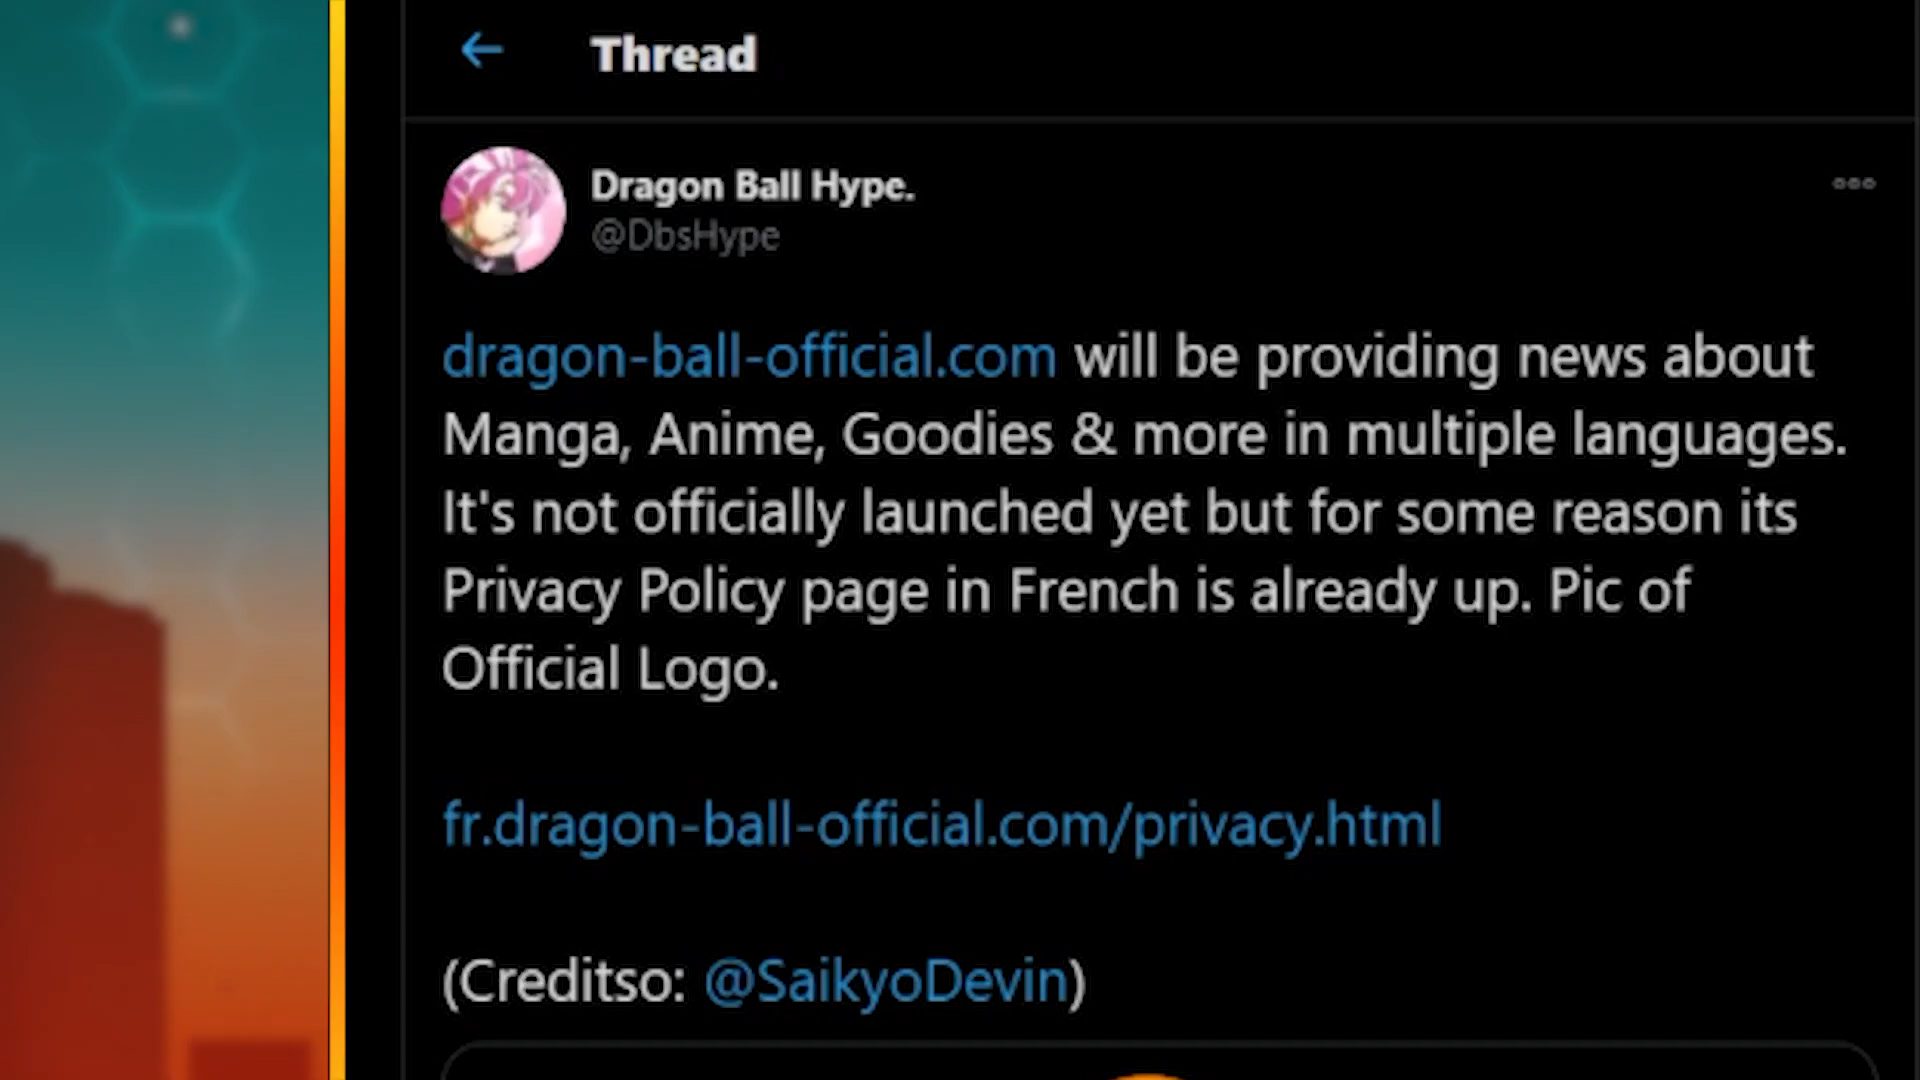 Thread
Dragon Ball Hype.
@DbsHype
dragon-ball-official.com will be providing news about
Manga, Anime, Goodies & more in multiple languages.
It's not officially launched yet but for some reason its
Privacy Policy page in French is already up. Pic of
Official Logo.
fr.dragon-ball-official.com/privacy.html
(Creditso: @SaikyoDevin)